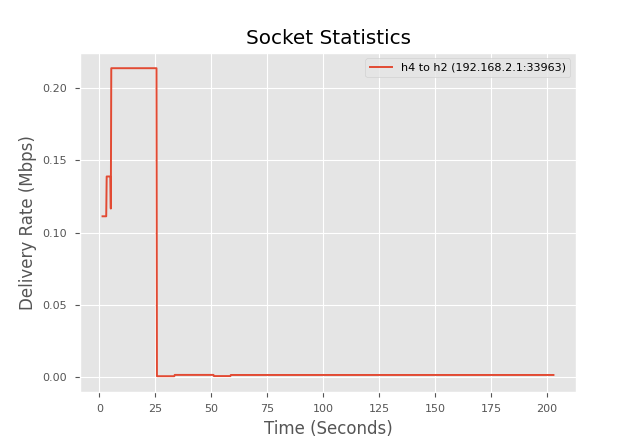 Socket Statistics
h4 to h2 (192.168.2.1:33963)
Delivery Rate (Mbps)
0.20
0.15
0.10
0.05
0.00
0 25 50 75 100 125 150 175 200
Time (Seconds)